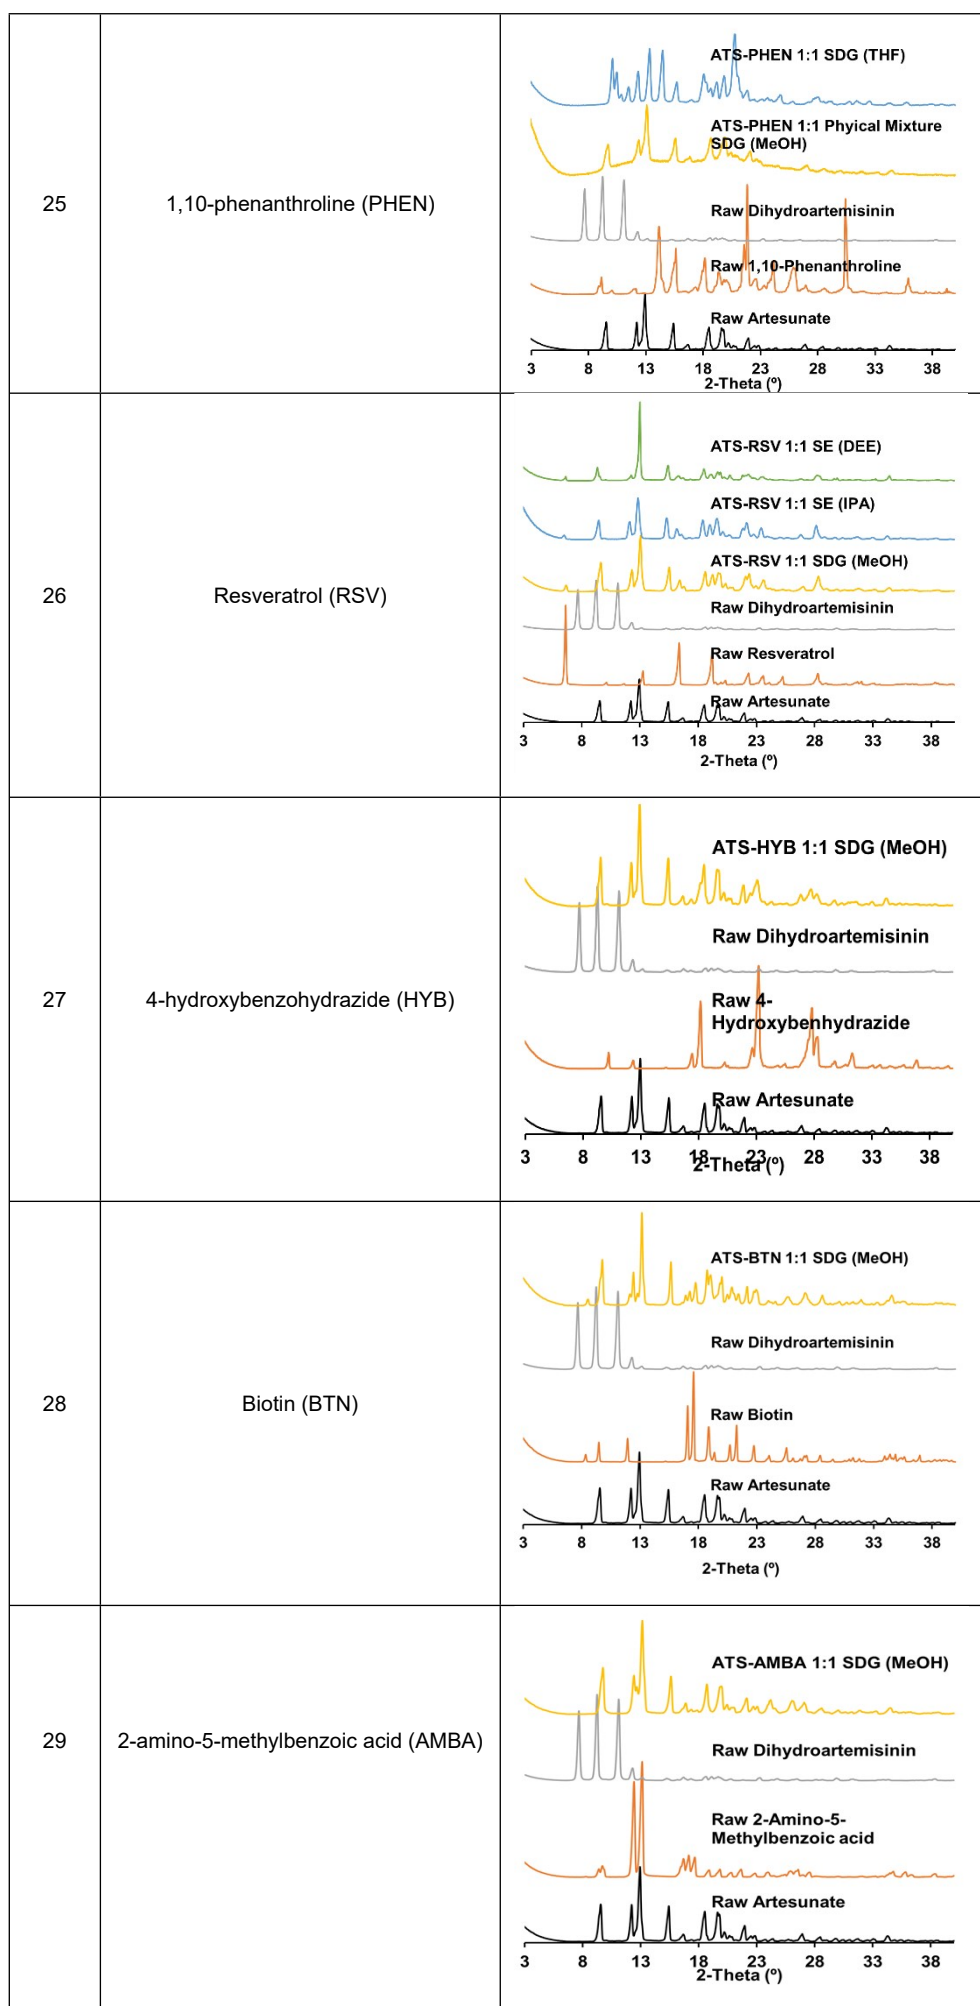 25
1,10-phenanthroline (PHEN)
ATS-PHEN 1:1 SDG (THF)
ATS-PHEN 1:1 Phyical Mixture
SDG (MeOH)
Raw Dihydroartemisinin
Raw 1,10-Phenanthroline
Raw Artesunate
3 8 13 18 23 28 33 38
2-Theta (º)
26
Resveratrol (RSV)
ATS-RSV 1:1 SE (DEE)
ATS-RSV 1:1 SE (IPA)
ATS-RSV 1:1 SDG (MeOH)
Raw Dihydroartemisinin
Raw Resveratrol
Raw Artesunate
3 8 13 18 23 28 33 38
2-Theta (º)
27
4-hydroxybenzohydrazide (HYB)
ATS-HYB 1:1 SDG (MeOH)
Raw Dihydroartemisinin
Raw 4-
Hydroxybenhydrazide
Raw Artesunate
3 8 13 18 23 28 33 38
2-Theta (º)
28
Biotin (BTN)
ATS-BTN 1:1 SDG (MeOH)
Raw Dihydroartemisinin
Raw Biotin
Raw Artesunate
3 8 13 18 23 28 33 38
2-Theta (º)
29
2-amino-5-methylbenzoic acid (AMBA)
ATS-AMBA 1:1 SDG (MeOH)
Raw Dihydroartemisinin
Raw 2-Amino-5-
Methylbenzoic acid
Raw Artesunate
3 8 13 18 23 28 33 38
2-Theta (º)